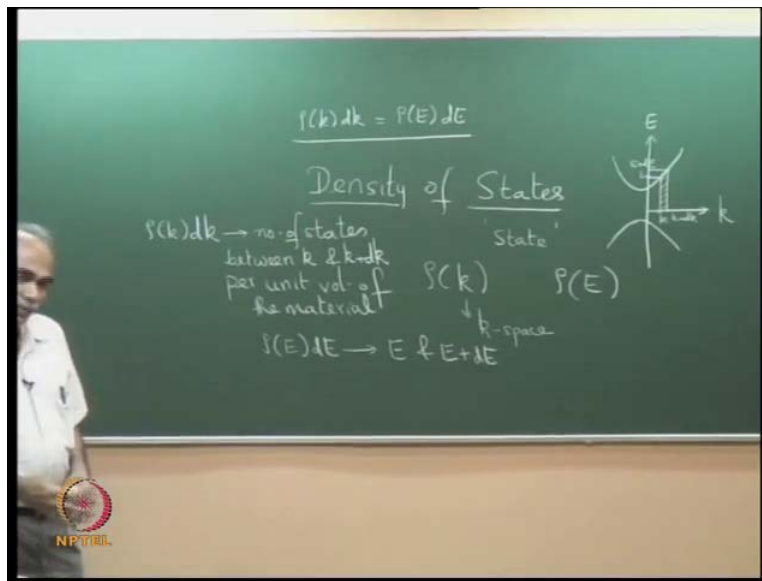 ρ(k)dk = ρ(E)dE
E
Density of States
k
k k+dk
ρ(k)dk → no. of states
between k & k+dk
per unit vol. of
the material
'State'
ρ(k) ρ(E)
↓
k-space
ρ(E)dE → E & E+dE
NPTEL